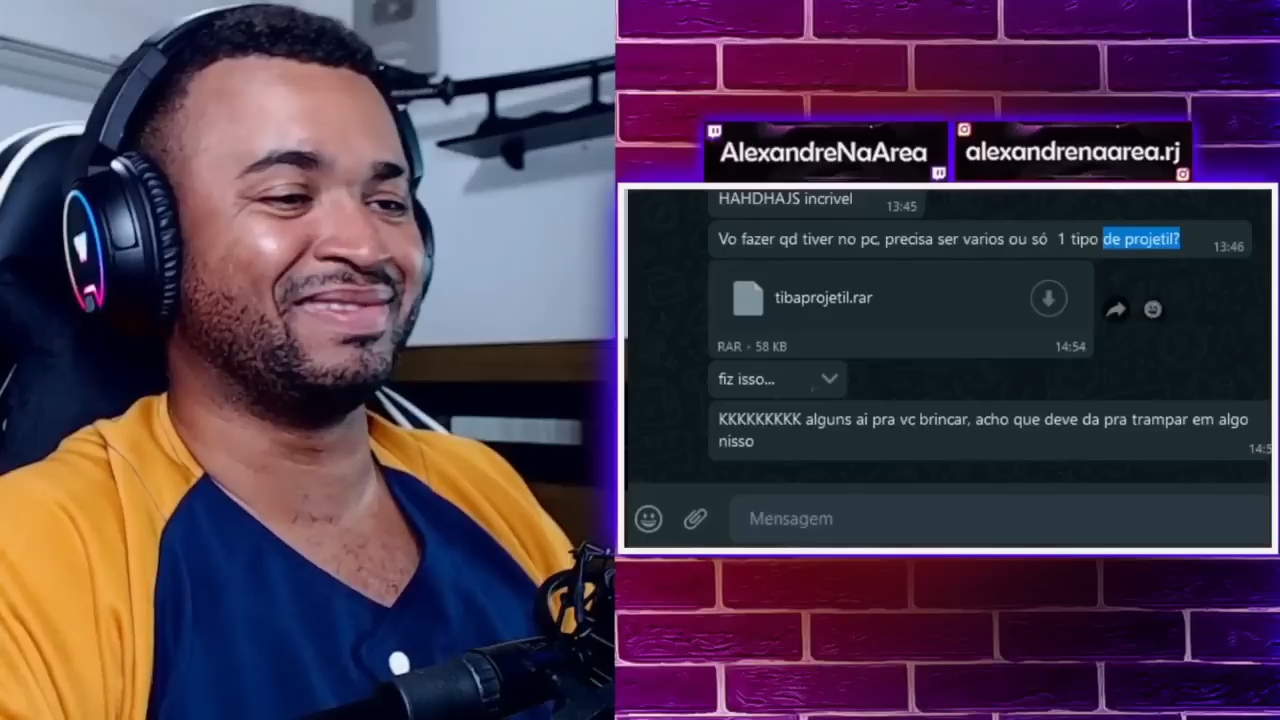 AlexandreNaArea
alexandrenaarea.rj
HAHDHAJS incrivel
13:45
Vo fazer qd tiver no pc, precisa ser varios ou só 1 tipo de projetil?
13:46
tibaprojetil.rar
RAR • 58 KB
14:54
fiz isso...
KKKKKKKKK alguns ai pra vc brincar, acho que deve da pra trampar em algo
nisso
14:5
Mensagem